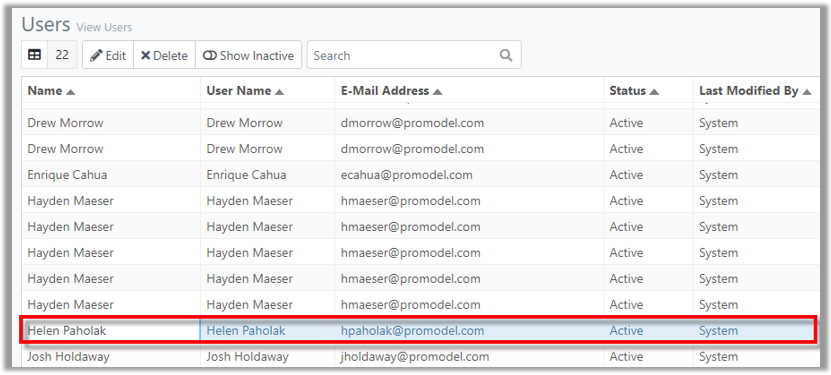 Users View Users
22 Edit Delete Show Inactive Search
Name User Name E-Mail Address Status Last Modified By
Drew Morrow Drew Morrow dmorrow@promodel.com Active System
Drew Morrow Drew Morrow dmorrow@promodel.com Active System
Enrique Cahua Enrique Cahua ecahua@promodel.com Active System
Hayden Maeser Hayden Maeser hmaeser@promodel.com Active System
Hayden Maeser Hayden Maeser hmaeser@promodel.com Active System
Hayden Maeser Hayden Maeser hmaeser@promodel.com Active System
Hayden Maeser Hayden Maeser hmaeser@promodel.com Active System
Hayden Maeser Hayden Maeser hmaeser@promodel.com Active System
Helen Paholak Helen Paholak hpaholak@promodel.com Active System
Josh Holdaway Josh Holdaway jholdaway@promodel.com Active System